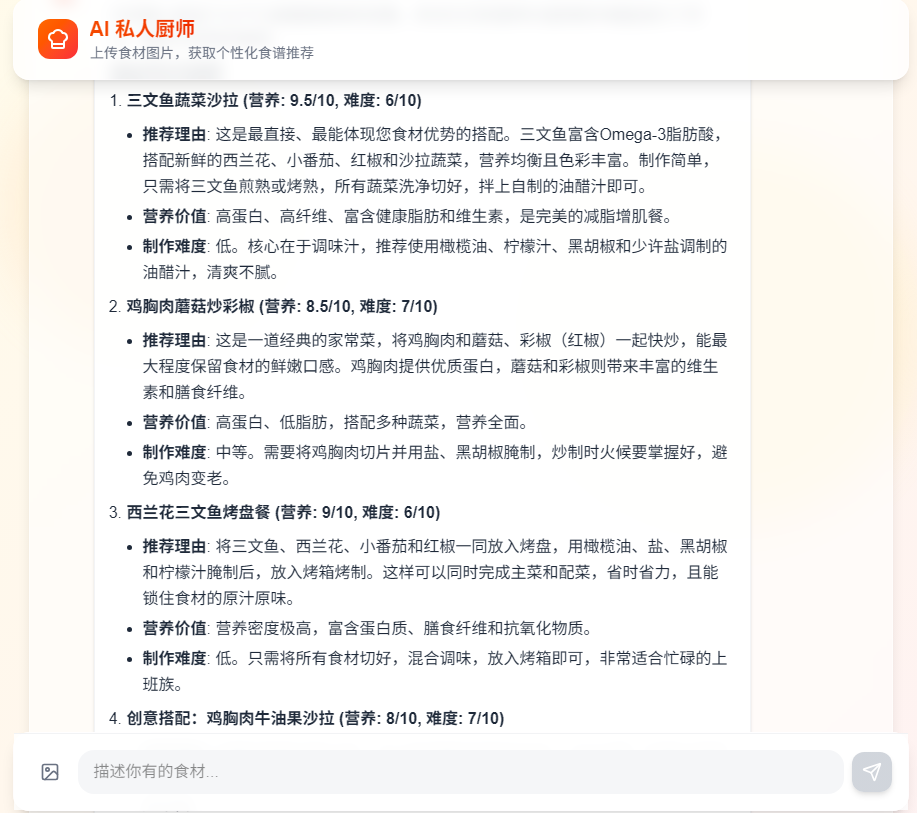 AI 私人厨师
上传食材图片，获取个性化食谱推荐
1. 三文鱼蔬菜沙拉 (营养: 9.5/10, 难度: 6/10)
• 推荐理由: 这是最直接、最能体现您食材优势的搭配。三文鱼富含Omega-3脂肪酸，
搭配新鲜的西兰花、小番茄、红椒和沙拉蔬菜，营养均衡且色彩丰富。制作简单，
只需将三文鱼煎熟或烤熟，所有蔬菜洗净切好，拌上自制的油醋汁即可。
• 营养价值: 高蛋白、高纤维、富含健康脂肪和维生素，是完美的减脂增肌餐。
• 制作难度: 低。核心在于调味汁，推荐使用橄榄油、柠檬汁、黑胡椒和少许盐调制的
油醋汁，清爽不腻。
2. 鸡胸肉蘑菇炒彩椒 (营养: 8.5/10, 难度: 7/10)
• 推荐理由: 这是一道经典的家常菜，将鸡胸肉和蘑菇、彩椒（红椒）一起快炒，能最
大程度保留食材的鲜嫩口感。鸡胸肉提供优质蛋白，蘑菇和彩椒则带来丰富的维生
素和膳食纤维。
• 营养价值: 高蛋白、低脂肪，搭配多种蔬菜，营养全面。
• 制作难度: 中等。需要将鸡胸肉切片并用盐、黑胡椒腌制，炒制时火候要掌握好，避
免鸡肉变老。
3. 西兰花三文鱼烤盘餐 (营养: 9/10, 难度: 6/10)
• 推荐理由: 将三文鱼、西兰花、小番茄和红椒一同放入烤盘，用橄榄油、盐、黑胡椒
和柠檬汁腌制后，放入烤箱烤制。这样可以同时完成主菜和配菜，省时省力，且能
锁住食材的原汁原味。
• 营养价值: 营养密度极高，富含蛋白质、膳食纤维和抗氧化物质。
• 制作难度: 低。只需将所有食材切好，混合调味，放入烤箱即可，非常适合忙碌的上
班族。
4. 创意搭配：鸡胸肉牛油果沙拉 (营养: 8/10, 难度: 7/10)
描述你有的食材...